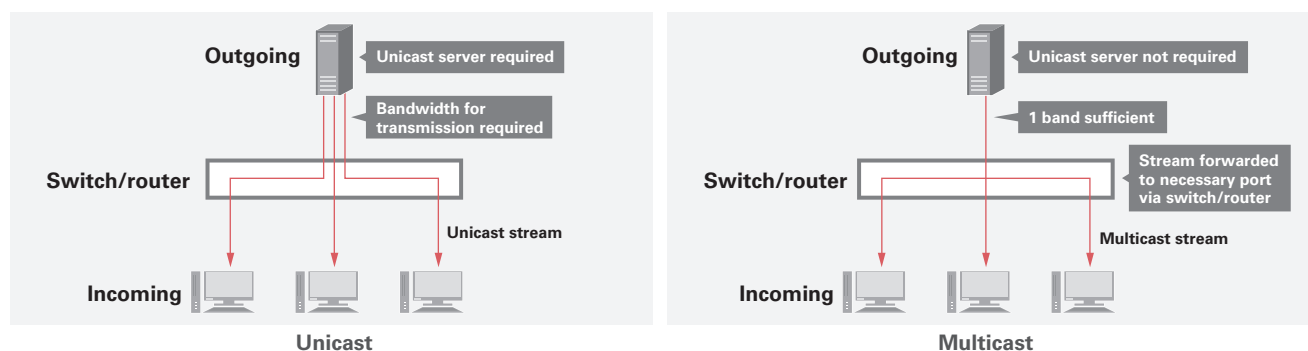 Outgoing
Unicast server required
Bandwidth for
transmission required
Switch/router
Unicast stream
Incoming
Unicast
Outgoing
Unicast server not required
1 band sufficient
Switch/router
Stream forwarded
to necessary port
via switch/router
Multicast stream
Incoming
Multicast